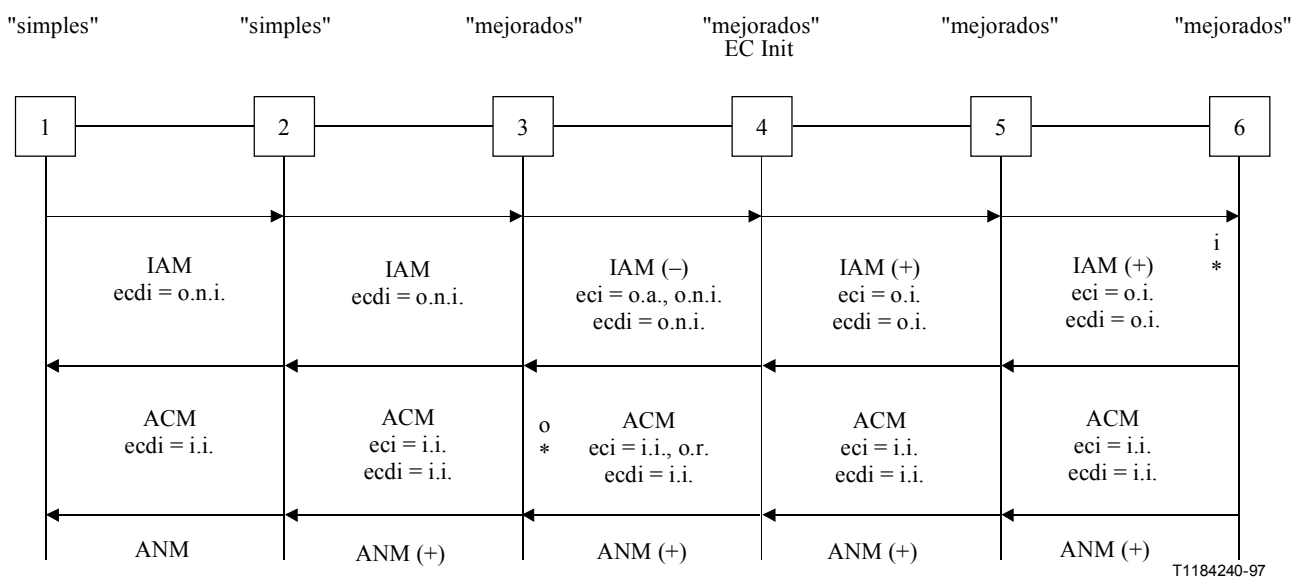 "simples"
"simples"
"mejorados"
"mejorados"
EC Init
"mejorados"
"mejorados"
1
2
3
4
5
6
IAM
ecdi = o.n.i.
IAM
ecdi = o.n.i.
IAM (–)
eci = o.a., o.n.i.
ecdi = o.n.i.
IAM (+)
eci = o.i.
ecdi = o.i.
IAM (+)
eci = o.i.
ecdi = o.i.
i
*
ACM
ecdi = i.i.
ACM
eci = i.i.
ecdi = i.i.
o
*
ACM
eci = i.i., o.r.
ecdi = i.i.
ACM
eci = i.i.
ecdi = i.i.
ACM
eci = i.i.
ecdi = i.i.
ANM
ANM (+)
ANM (+)
ANM (+)
ANM (+)
T1184240-97